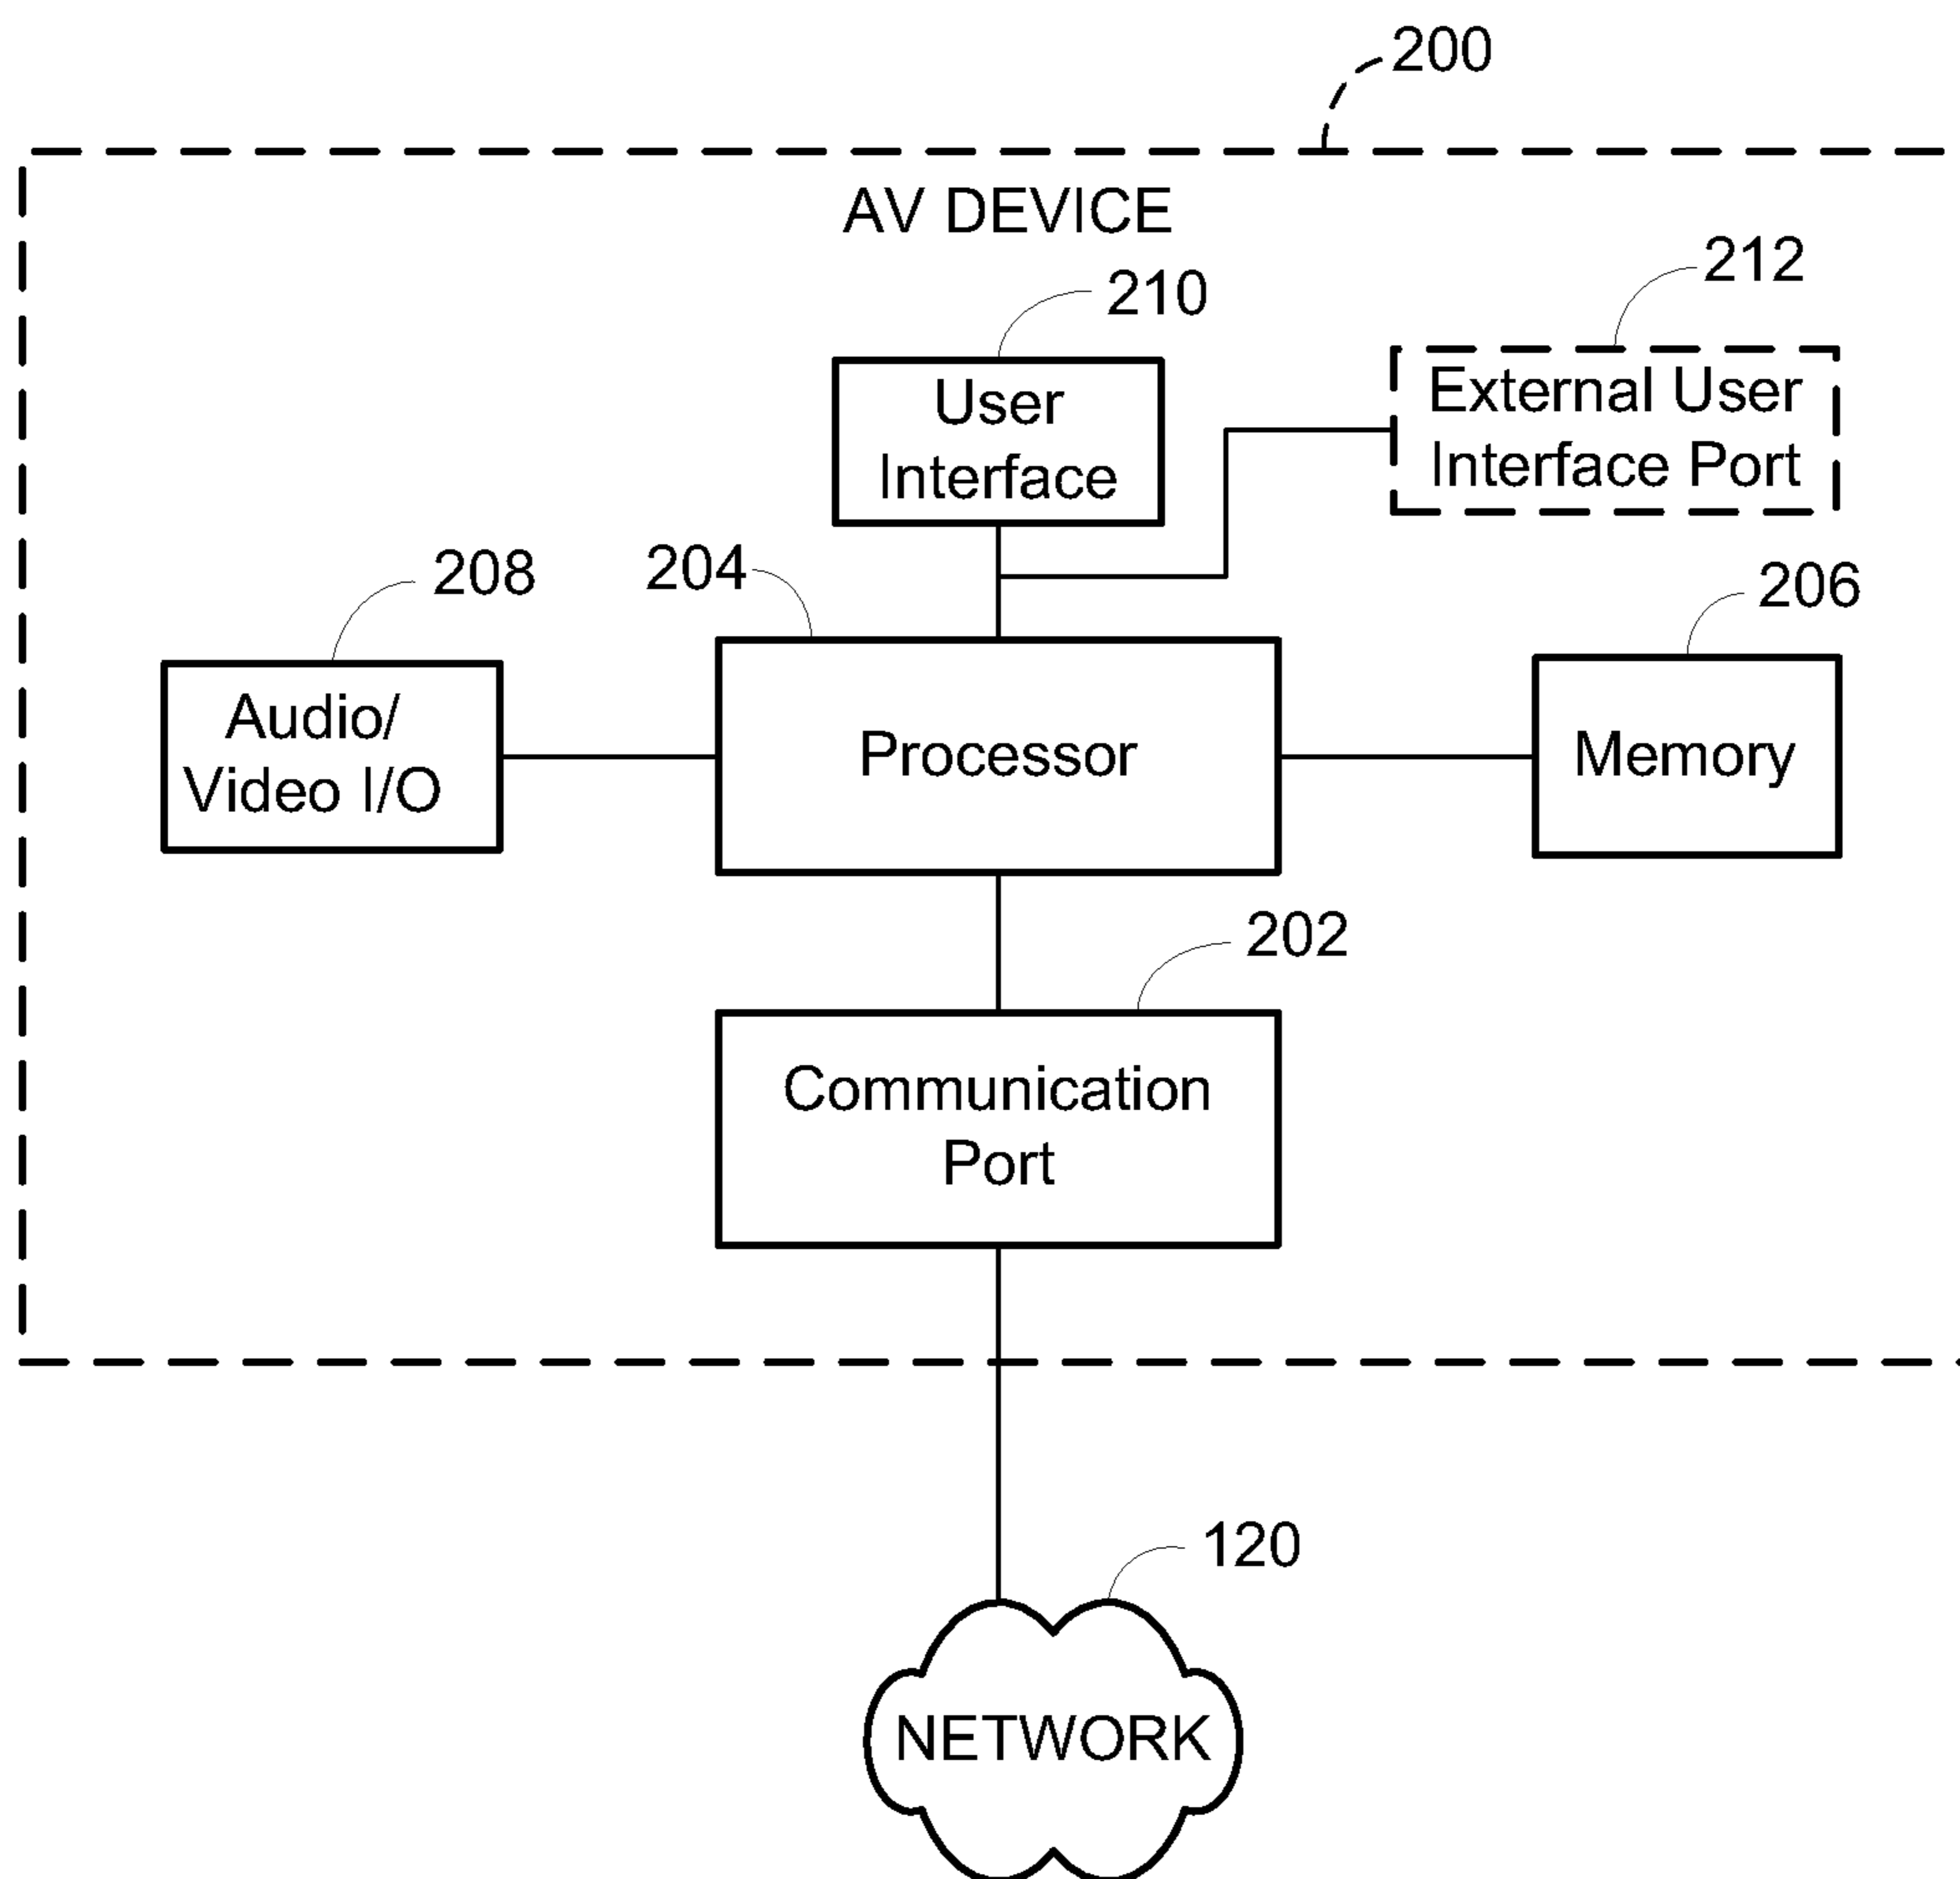 200
AV DEVICE
210
212
User
Interface
External User
Interface Port
208
204
206
Audio/
Video I/O
Processor
Memory
202
Communication
Port
120
NETWORK